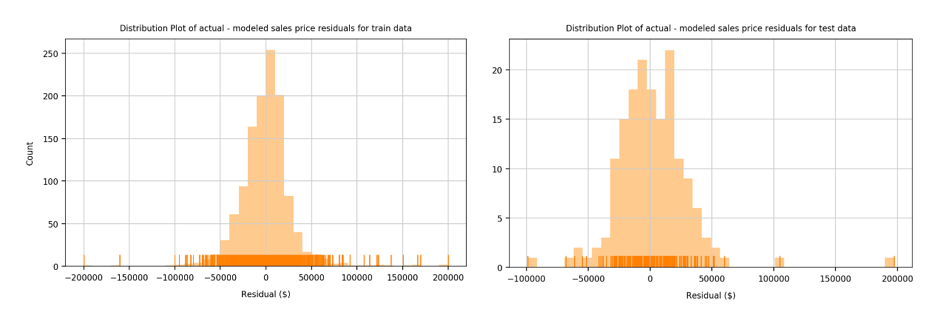 Distribution Plot of actual - modeled sales price residuals for train data
250
200
150
100
50
0
Count
−200000 −150000 −100000 −50000 0 50000 100000 150000 200000
Residual ($)
Distribution Plot of actual - modeled sales price residuals for test data
20
15
10
5
0
−100000 −50000 0 50000 100000 150000 200000
Residual ($)